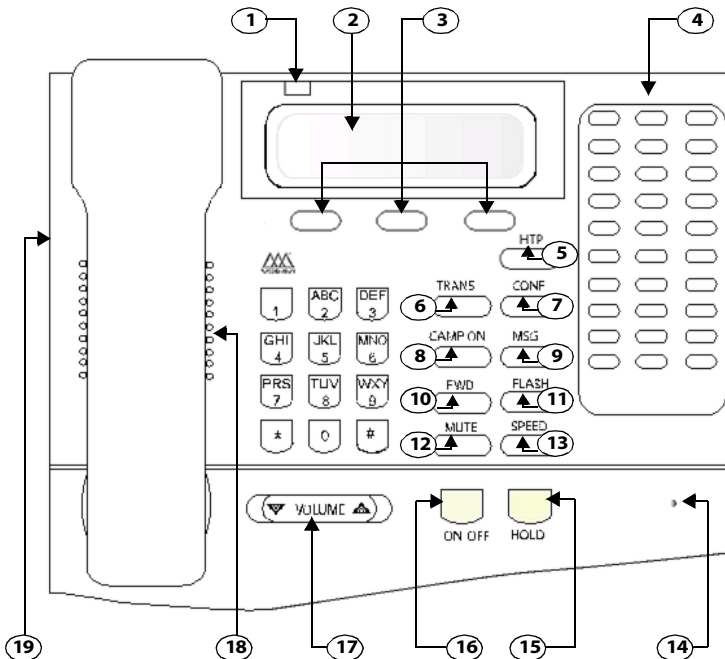 1 2 3 4
HTP
5
TRANS CONF
6 7
1 ABC 2 DEF 3
CAMP ON MSG
8 9
GHI 4 JKL 5 MNO 6
FWD FLASH
10 11
PRS 7 TUV 8 WXY 9
MUTE SPEED
12 13
* 0 #
VOLUME
ON OFF HOLD
19 18 17 16 15 14